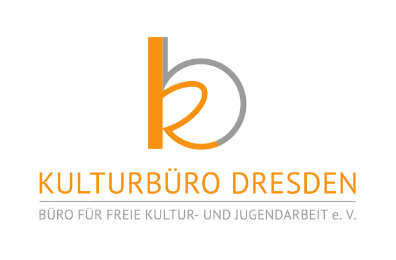 KULTURBÜRO DRESDEN
BÜRO FÜR FREIE KULTUR- UND JUGENDARBEIT e. V.